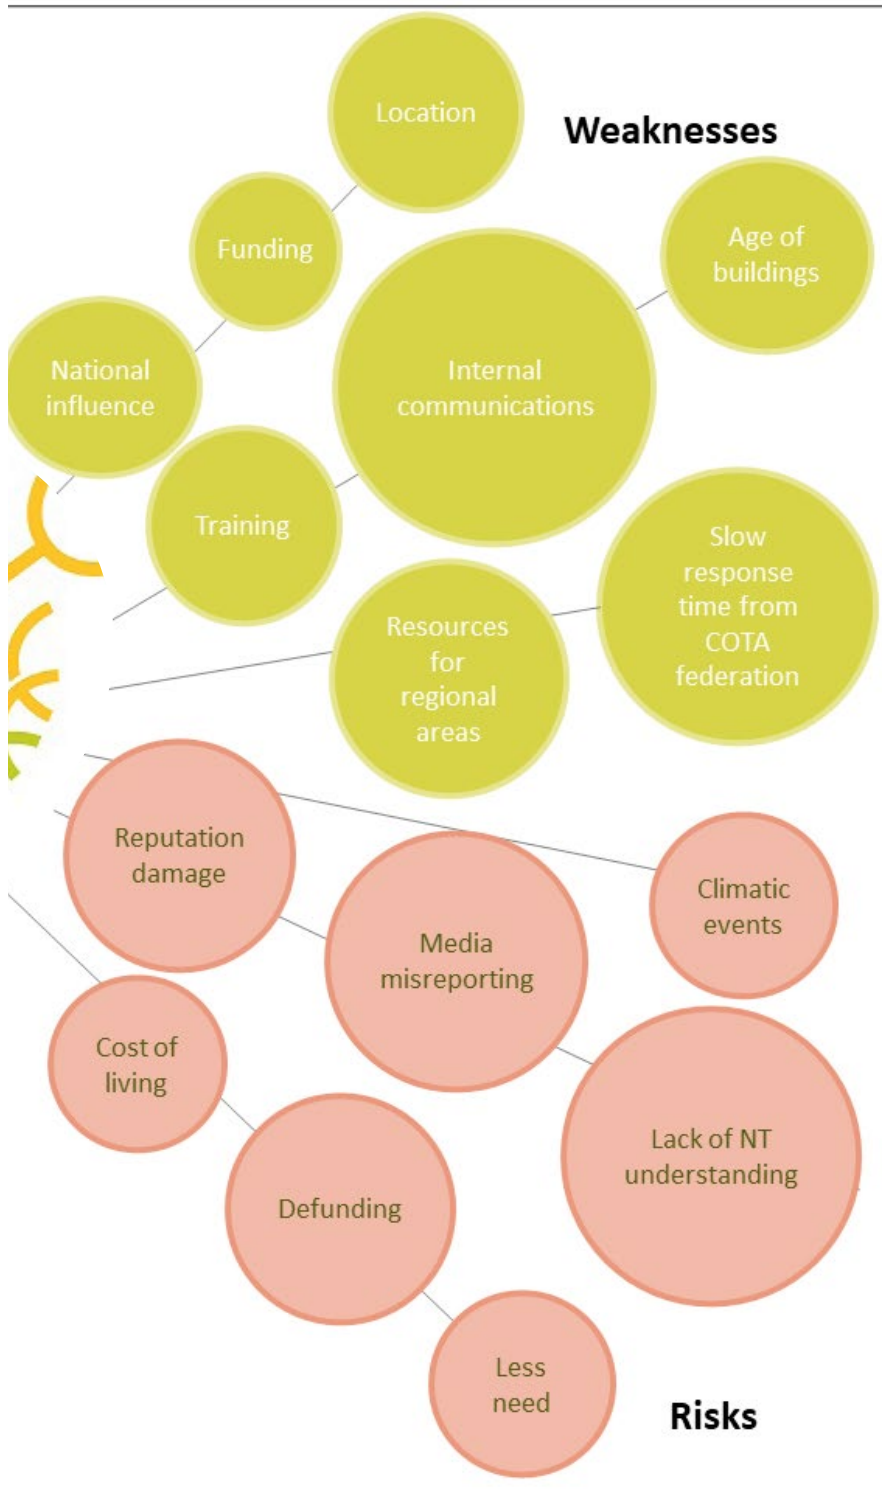 Location
Weaknesses
Funding
Age of
buildings
National
influence
Internal
communications
Training
Slow
response
time from
COTA
federation
Resources
for
regional
areas
Reputation
damage
Climatic
events
Media
misreporting
Cost of
living
Lack of NT
understanding
Defunding
Less
need
Risks